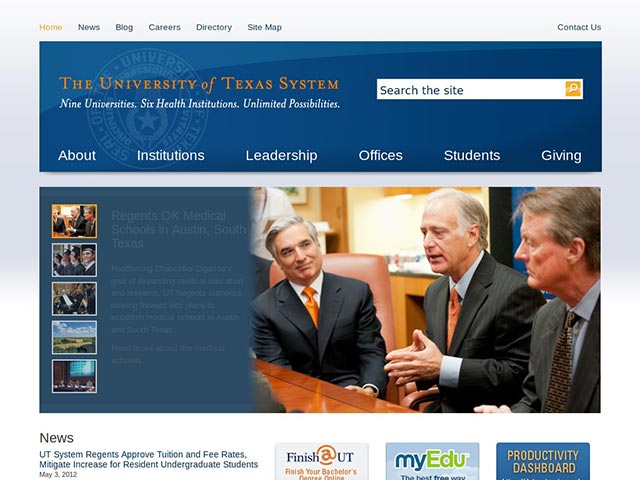 Home News Blog Careers Directory Site Map Contact Us
THE UNIVERSITY of TEXAS SYSTEM
Nine Universities. Six Health Institutions. Unlimited Possibilities.
Search the site
About Institutions Leadership Offices Students Giving
Regents OK Medical
Schools in Austin, South
Texas
Reaffirming Chancellor Cigarroa's
goal of expanding medical education
and research, UT Regents authorize
moving forward with plans to
establish medical schools in Austin
and South Texas.
Read more about the medical
schools.
News
UT System Regents Approve Tuition and Fee Rates,
Mitigate Increase for Resident Undergraduate Students
May 3, 2012
Finish@UT
Finish Your Bachelor's
Degree Online
myEdu
The best free way
PRODUCTIVITY
DASHBOARD